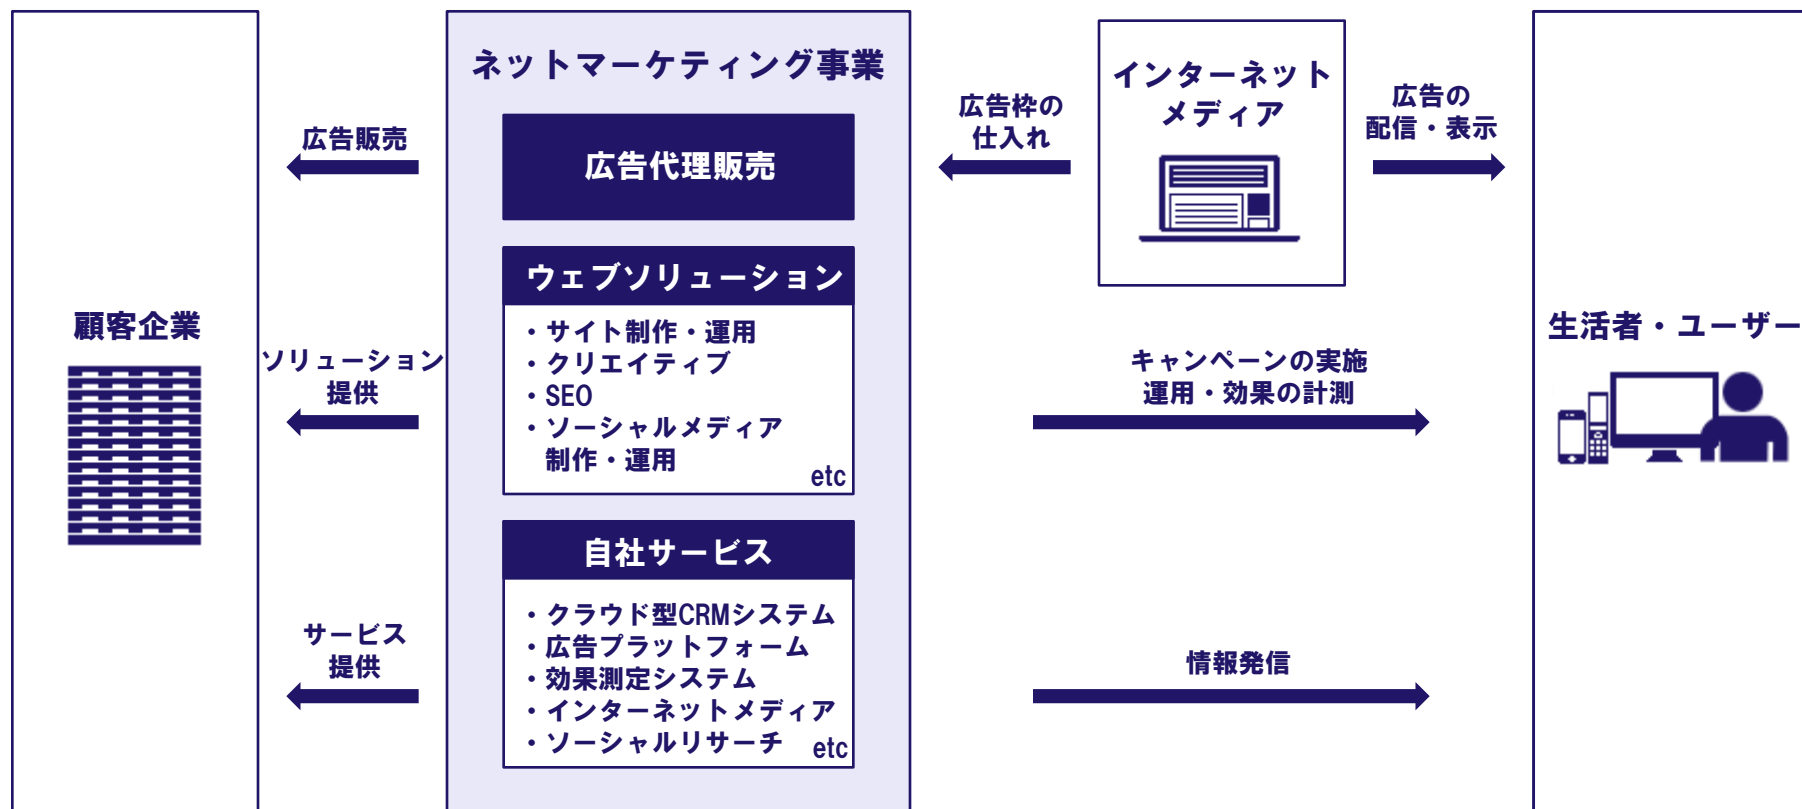 顧客企業
広告販売
ソリューション
提供
サービス
提供
ネットマーケティング事業
広告代理販売
ウェブソリューション
・サイト制作・運用
・クリエイティブ
・SEO
・ソーシャルメディア
制作・運用
etc
自社サービス
・クラウド型CRMシステム
・広告プラットフォーム
・効果測定システム
・インターネットメディア
・ソーシャルリサーチ
etc
広告枠の
仕入れ
インターネット
メディア
広告の
配信・表示
キャンペーンの実施
運用・効果の計測
情報発信
生活者・ユーザー